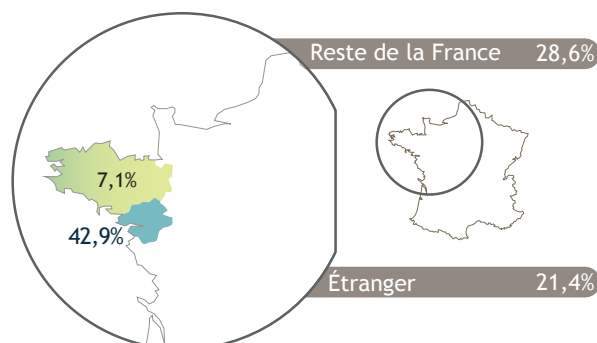 Reste de la France 28,6%
7,1%
42,9%
Étranger 21,4%